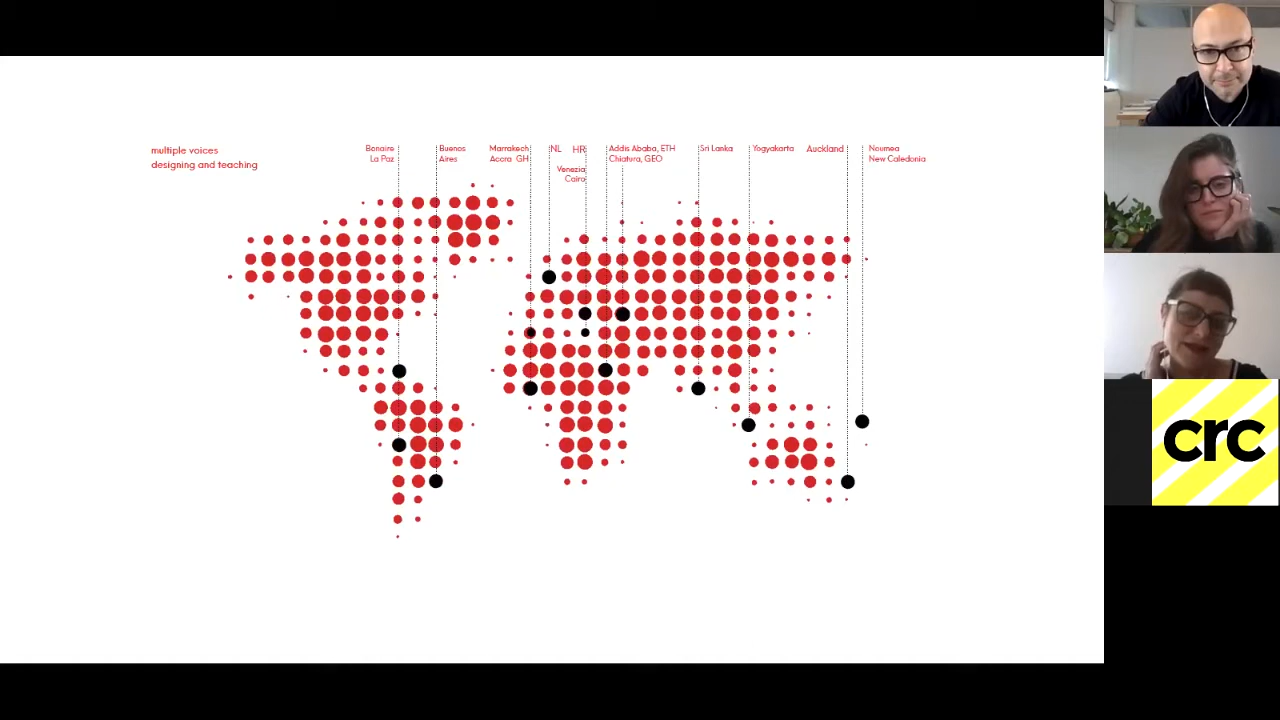 multiple voices
designing and teaching
Bonaire
La Paz
Buenos
Aires
Marrakech
Accra GH
NL
HR
Venezia
Cairo
Addis Ababa, ETH
Chiatura, GEO
Sri Lanka
Yogyakarta
Auckland
Noumea
New Caledonia
crc